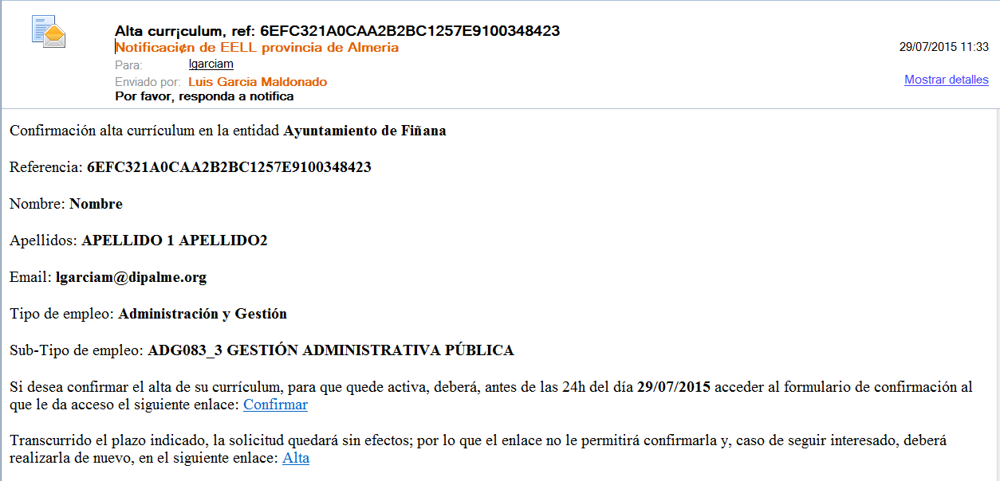 Alta curr¡culum, ref: 6EFC321A0CAA2B2BC1257E9100348423
Notificaci¢n de EELL provincia de Almeria
29/07/2015 11:33
Para: lgarciam
Enviado por: Luis Garcia Maldonado
Mostrar detalles
Por favor, responda a notifica
Confirmación alta currículum en la entidad Ayuntamiento de Fiñana
Referencia: 6EFC321A0CAA2B2BC1257E9100348423
Nombre: Nombre
Apellidos: APELLIDO 1 APELLIDO2
Email: lgarciam@dipalme.org
Tipo de empleo: Administración y Gestión
Sub-Tipo de empleo: ADG083_3 GESTIÓN ADMINISTRATIVA PÚBLICA
Si desea confirmar el alta de su currículum, para que quede activa, deberá, antes de las 24h del día 29/07/2015 acceder al formulario de confirmación al
que le da acceso el siguiente enlace: Confirmar
Transcurrido el plazo indicado, la solicitud quedará sin efectos; por lo que el enlace no le permitirá confirmarla y, caso de seguir interesado, deberá
realizarla de nuevo, en el siguiente enlace: Alta